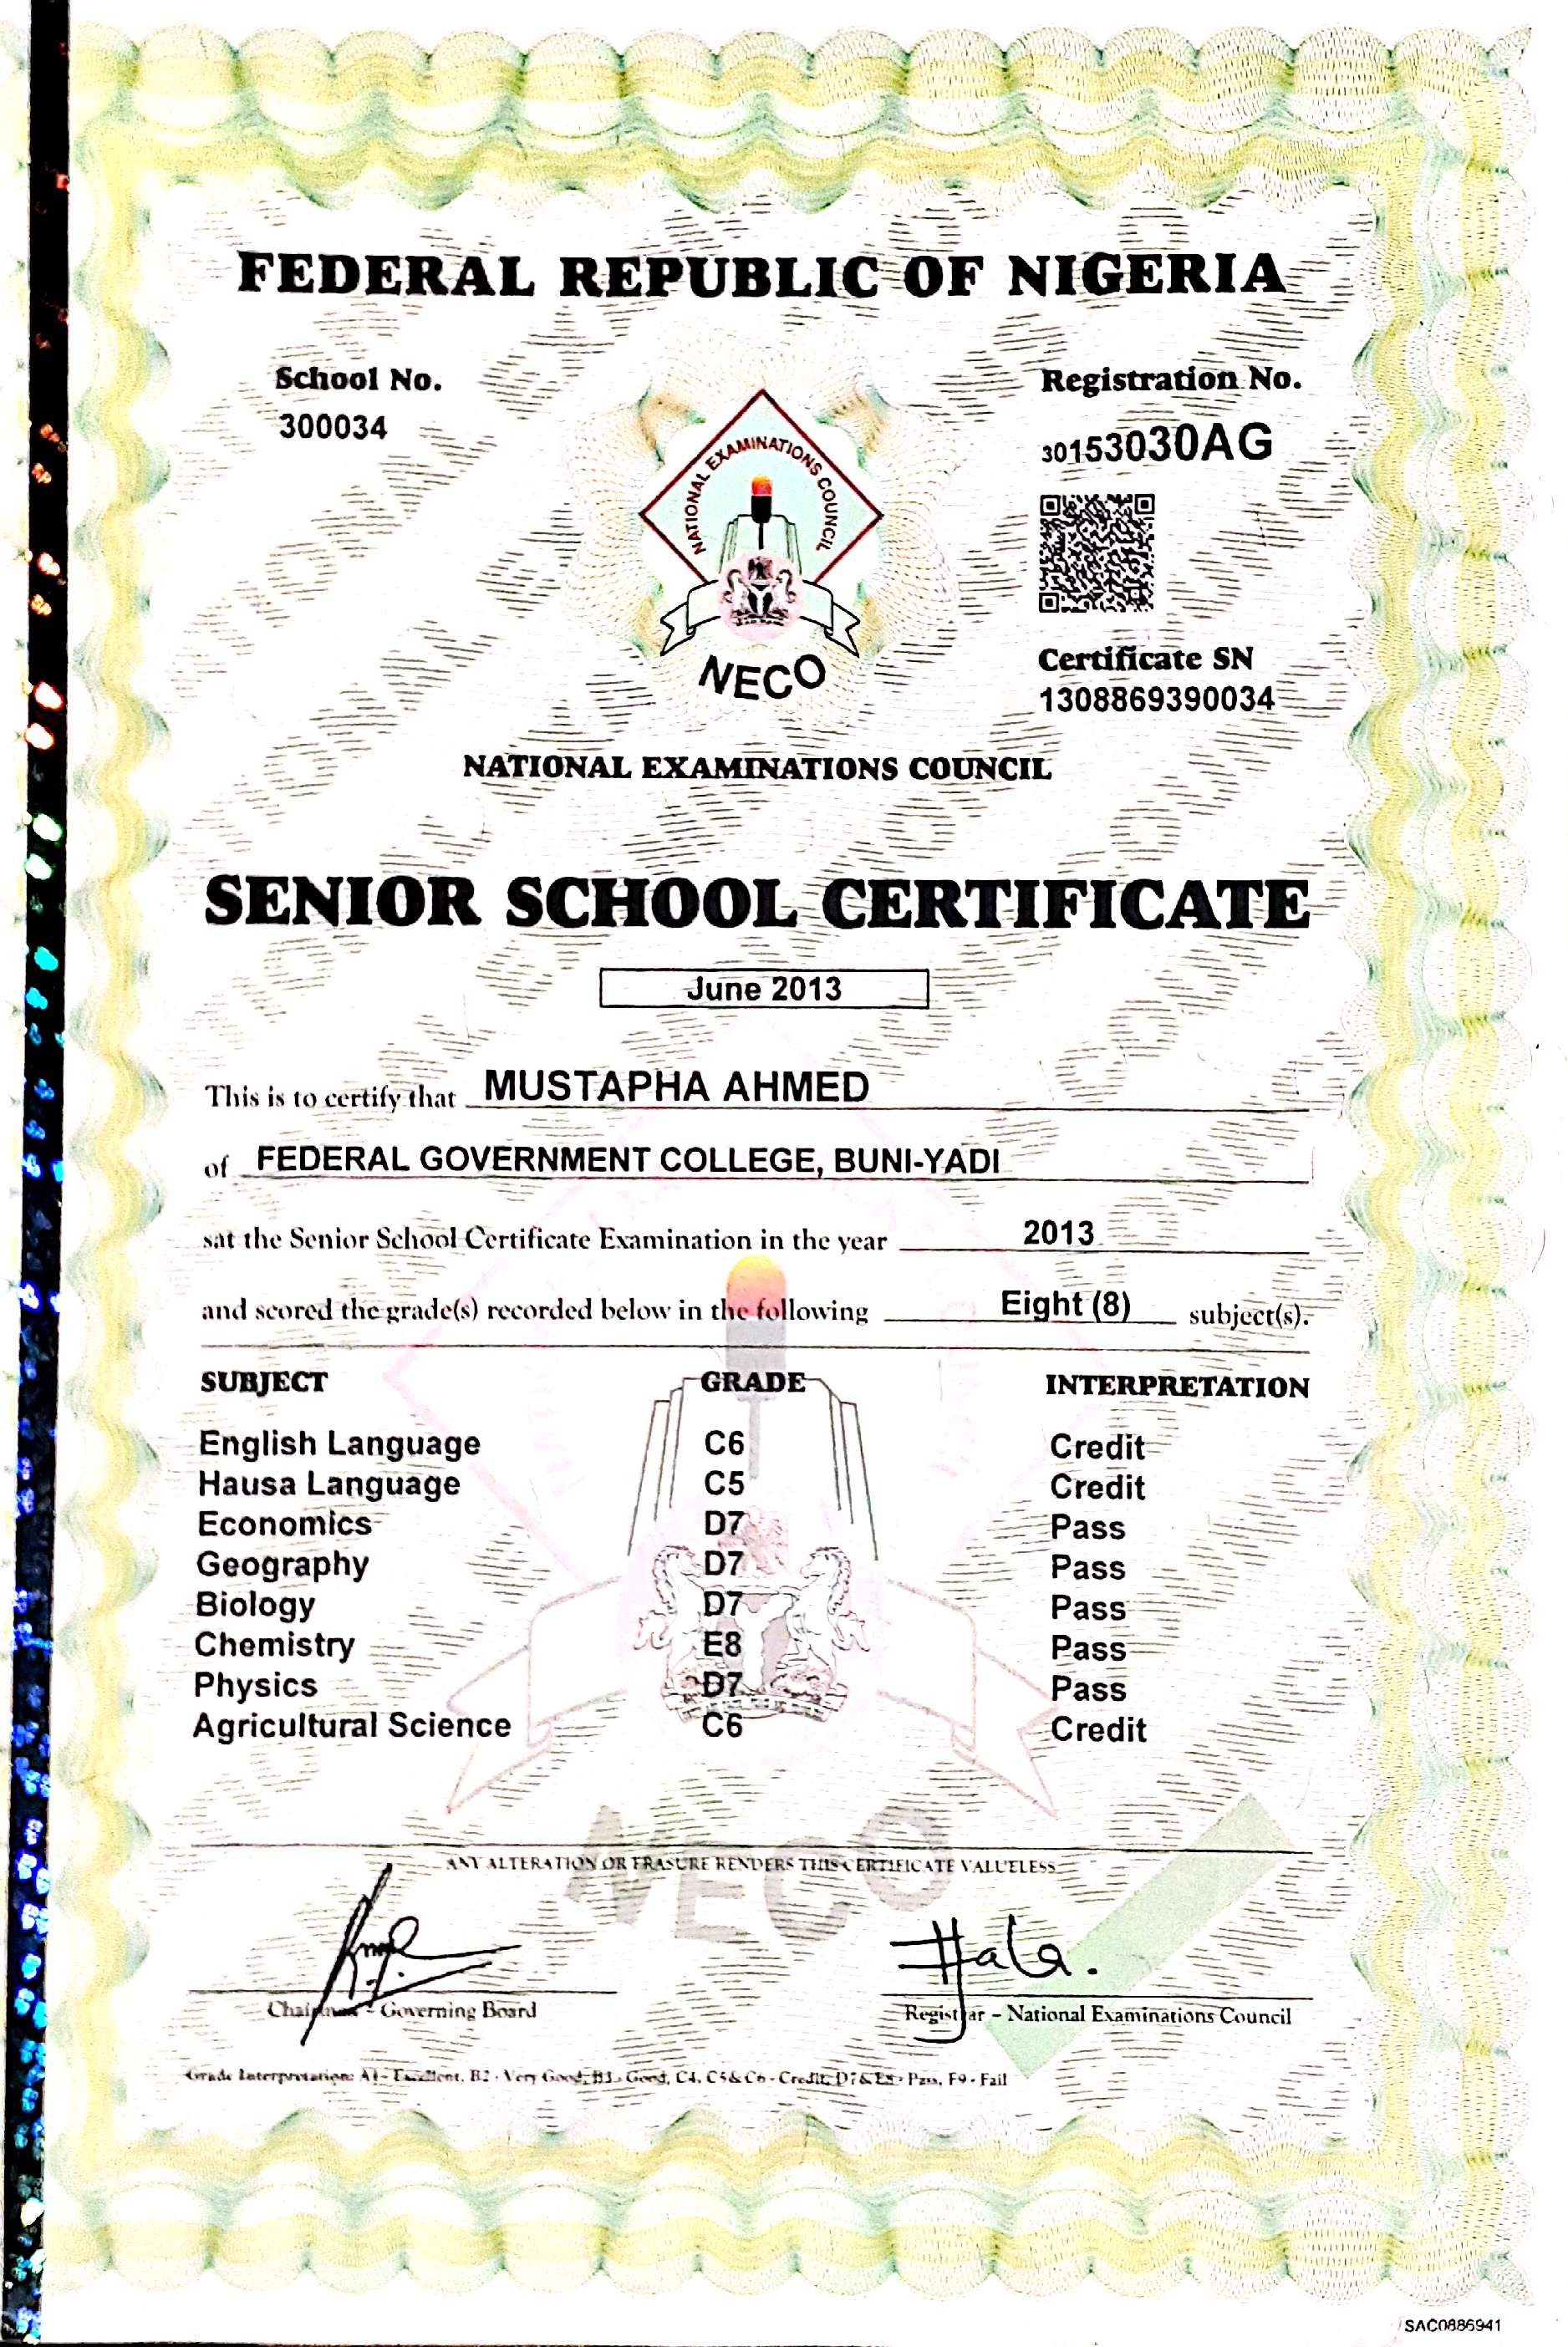 FEDERAL REPUBLIC OF NIGERIA
School No.
300034
Registration No.
30153030AG
NATIONAL EXAMINATIONS COUNCIL
NECO
Certificate SN
1308869390034
NATIONAL EXAMINATIONS COUNCIL
SENIOR SCHOOL CERTIFICATE
June 2013
This is to certify that MUSTAPHA AHMED
of FEDERAL GOVERNMENT COLLEGE, BUNI-YADI
sat the Senior School Certificate Examination in the year 2013
and scored the grade(s) recorded below in the following Eight (8) subject(s).
SUBJECT GRADE INTERPRETATION
English Language C6 Credit
Hausa Language C5 Credit
Economics D7 Pass
Geography D7 Pass
Biology D7 Pass
Chemistry E8 Pass
Physics D7 Pass
Agricultural Science C6 Credit
NECO
ANY ALTERATION OR ERASURE RENDERS THIS CERTIFICATE VALUELESS
Chairman - Governing Board
Registrar – National Examinations Council
Grade Interpretation: A1 - Excellent, B2 - Very Good, B3 - Good, C4, C5 & C6 - Credit, D7 & E8 - Pass, F9 - Fail
SAC0886941